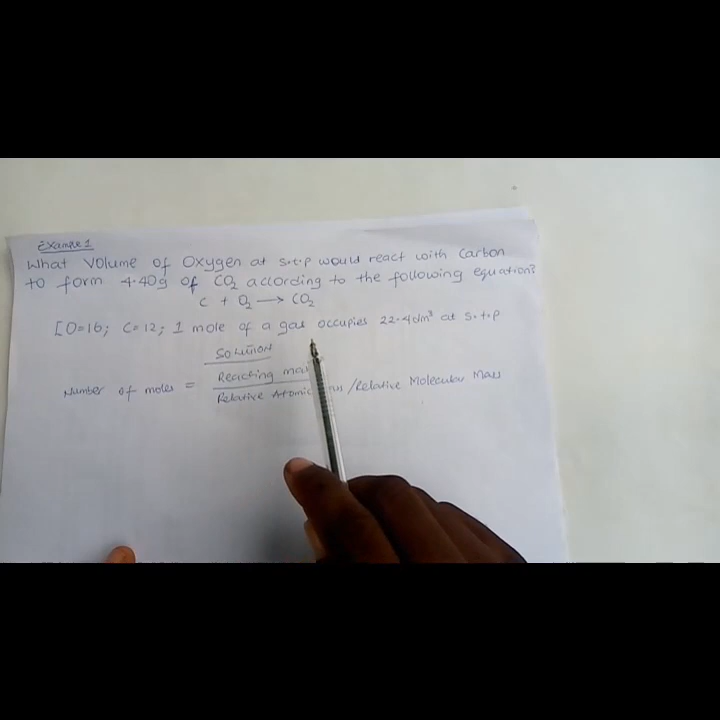 Example 1
What Volume of Oxygen at s.t.p would react with Carbon
to form 4.40g of CO₂ according to the following equation?
C + O₂ → CO₂
[O=16; C=12; 1 mole of a gas occupies 22.4dm³ at s.t.p
SOLUTION
Number of moles = Reacting
Relative Atomic /Relative Molecular Mass